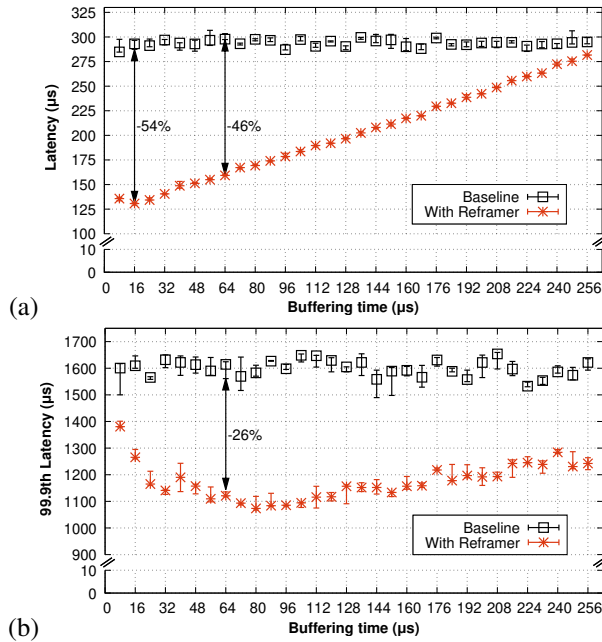 (a)
Latency (µs)
300
275
250
225
200
175
150
125
100
10
0
-54%
-46%
Baseline
With Reframer
0 16 32 48 64 80 96 112 128 144 160 176 192 208 224 240 256
Buffering time (µs)
(b)
99.9th Latency (µs)
1700
1600
1500
1400
1300
1200
1100
1000
900
10
0
-26%
Baseline
With Reframer
0 16 32 48 64 80 96 112 128 144 160 176 192 208 224 240 256
Buffering time (µs)